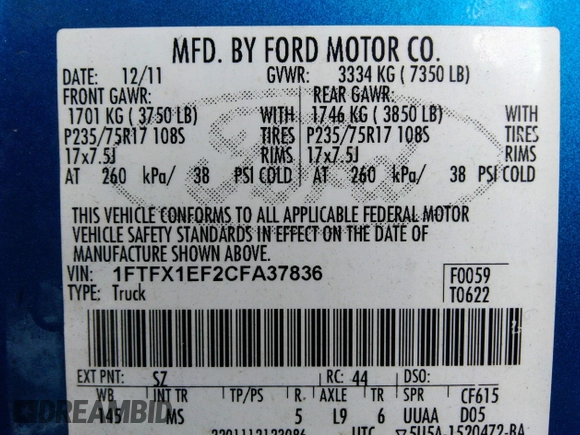 MFD. BY FORD MOTOR CO.
DATE: 12/11 GVWR: 3334 KG ( 7350 LB)
FRONT GAWR: REAR GAWR:
1701 KG ( 3750 LB) WITH 1746 KG ( 3850 LB) WITH
P235/75R17 108S TIRES P235/75R17 108S TIRES
17x7.5J RIMS 17x7.5J RIMS
AT 260 kPa/ 38 PSI COLD AT 260 kPa/ 38 PSI COLD
THIS VEHICLE CONFORMS TO ALL APPLICABLE FEDERAL MOTOR
VEHICLE SAFETY STANDARDS IN EFFECT ON THE DATE OF
MANUFACTURE SHOWN ABOVE.
VIN: 1FTFX1EF2CFA37836 F0059
TYPE: Truck T0622
EXT PNT: SZ RC: 44 DSO:
WB INT TR TP/PS R. AXLE TR SPR CF615
145 MS 5 L9 6 UUAA D05
2201112123086 UTC ▽5U5A-1520472-BA
DREAMBID